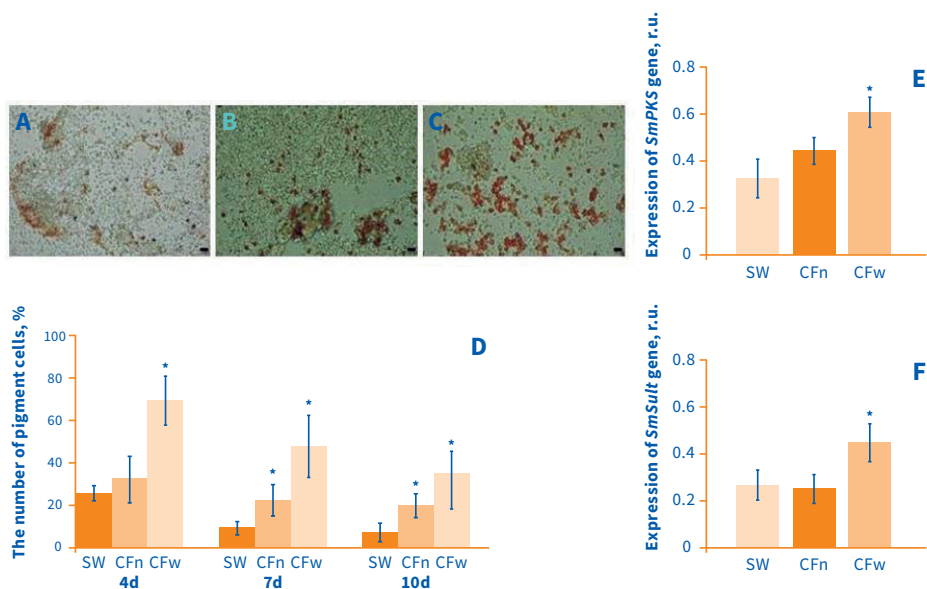 A
B
C
D
The number of pigment cells, %
100
80
60
40
20
0
*
*
*
*
*
SW CFn CFw SW CFn CFw SW CFn CFw
4d 7d 10d
E
Expression of SmPKS gene, r.u.
0.8
0.6
0.4
0.2
0
*
SW CFn CFw
F
Expression of SmSult gene, r.u.
0.8
0.6
0.4
0.2
0
*
SW CFn CFw